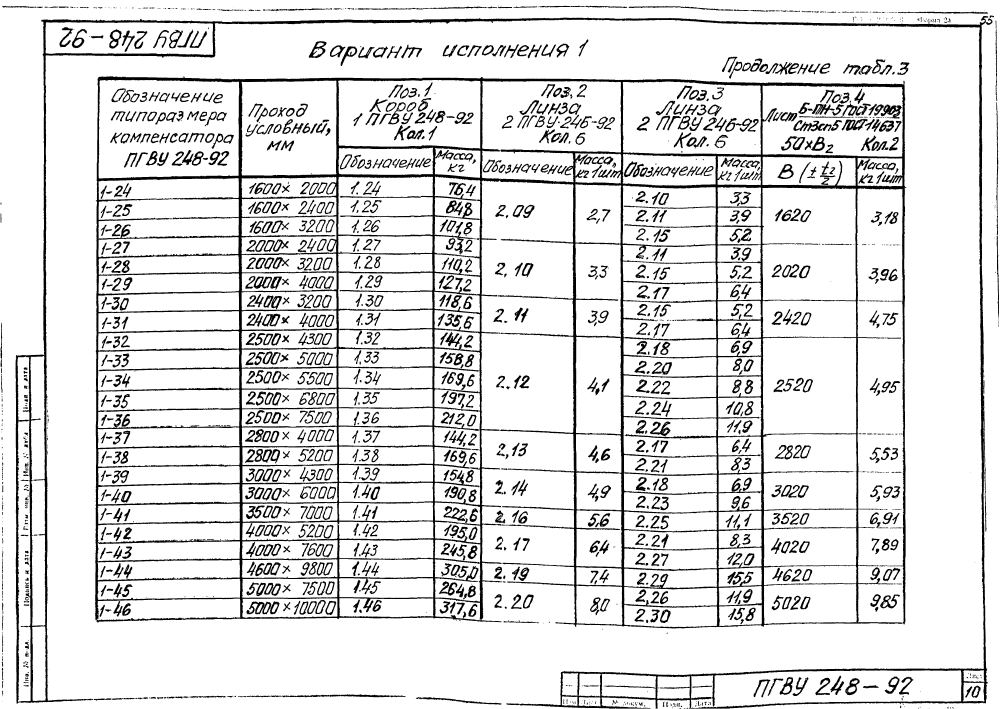 55
ПГВУ 248-92
Вариант исполнения 1
Продолжение табл.3
Обозначение типоразмера компенсатора ПГВУ 248-92 | Проход условный, мм | Поз.1 Короб 1 ПГВУ 248-92 Кол.1 | Поз.2 Линза 2 ПГВУ 246-92 Кол.6 | Поз.3 Линза 2 ПГВУ 246-92 Кол.6 | Поз.4 Лист Б-ПН-5 ГОСТ 19903 Ст3сп5 ГОСТ 14637 50×B2 Кол.2
Обозначение | Масса, кг | Обозначение | Масса, кг 1шт | Обозначение | Масса, кг 1шт | B (± t2/2) | Масса, кг 1шт
1-24 | 1600× 2000 | 1.24 | 76,4 | 2.09 | 2,7 | 2.10 | 3,3 | 1620 | 3,18
1-25 | 1600× 2400 | 1.25 | 84,8 | 2.11 | 3,9
1-26 | 1600× 3200 | 1.26 | 101,8 | 2.15 | 5,2
1-27 | 2000× 2400 | 1.27 | 93,2 | 2.10 | 3,3 | 2.11 | 3,9 | 2020 | 3,96
1-28 | 2000× 3200 | 1.28 | 110,2 | 2.15 | 5,2
1-29 | 2000× 4000 | 1.29 | 127,2 | 2.17 | 6,4
1-30 | 2400× 3200 | 1.30 | 118,6 | 2.11 | 3,9 | 2.15 | 5,2 | 2420 | 4,75
1-31 | 2400× 4000 | 1.31 | 135,6 | 2.17 | 6,4
1-32 | 2500× 4300 | 1.32 | 144,2 | 2.12 | 4,1 | 2.18 | 6,9 | 2520 | 4,95
1-33 | 2500× 5000 | 1.33 | 158,8 | 2.20 | 8,0
1-34 | 2500× 5500 | 1.34 | 169,6 | 2.22 | 8,8
1-35 | 2500× 6800 | 1.35 | 197,2 | 2.24 | 10,8
1-36 | 2500× 7500 | 1.36 | 212,0 | 2.26 | 11,9
1-37 | 2800× 4000 | 1.37 | 144,2 | 2.13 | 4,6 | 2.17 | 6,4 | 2820 | 5,53
1-38 | 2800× 5200 | 1.38 | 169,6 | 2.21 | 8,3
1-39 | 3000× 4300 | 1.39 | 154,8 | 2.14 | 4,9 | 2.18 | 6,9 | 3020 | 5,93
1-40 | 3000× 6000 | 1.40 | 190,8 | 2.23 | 9,6
1-41 | 3500× 7000 | 1.41 | 222,6 | 2.16 | 5,6 | 2.25 | 11,1 | 3520 | 6,91
1-42 | 4000× 5200 | 1.42 | 195,0 | 2.17 | 6,4 | 2.21 | 8,3 | 4020 | 7,89
1-43 | 4000× 7600 | 1.43 | 245,8 | 2.27 | 12,0
1-44 | 4600× 9800 | 1.44 | 305,0 | 2.19 | 7,4 | 2.29 | 15,5 | 4620 | 9,07
1-45 | 5000× 7500 | 1.45 | 264,8 | 2.20 | 8,0 | 2.26 | 11,9 | 5020 | 9,85
1-46 | 5000×10000 | 1.46 | 317,6 | 2.30 | 15,8
ПГВУ 248-92
Лист
10
Изм Лист № докум. Подп. Дата